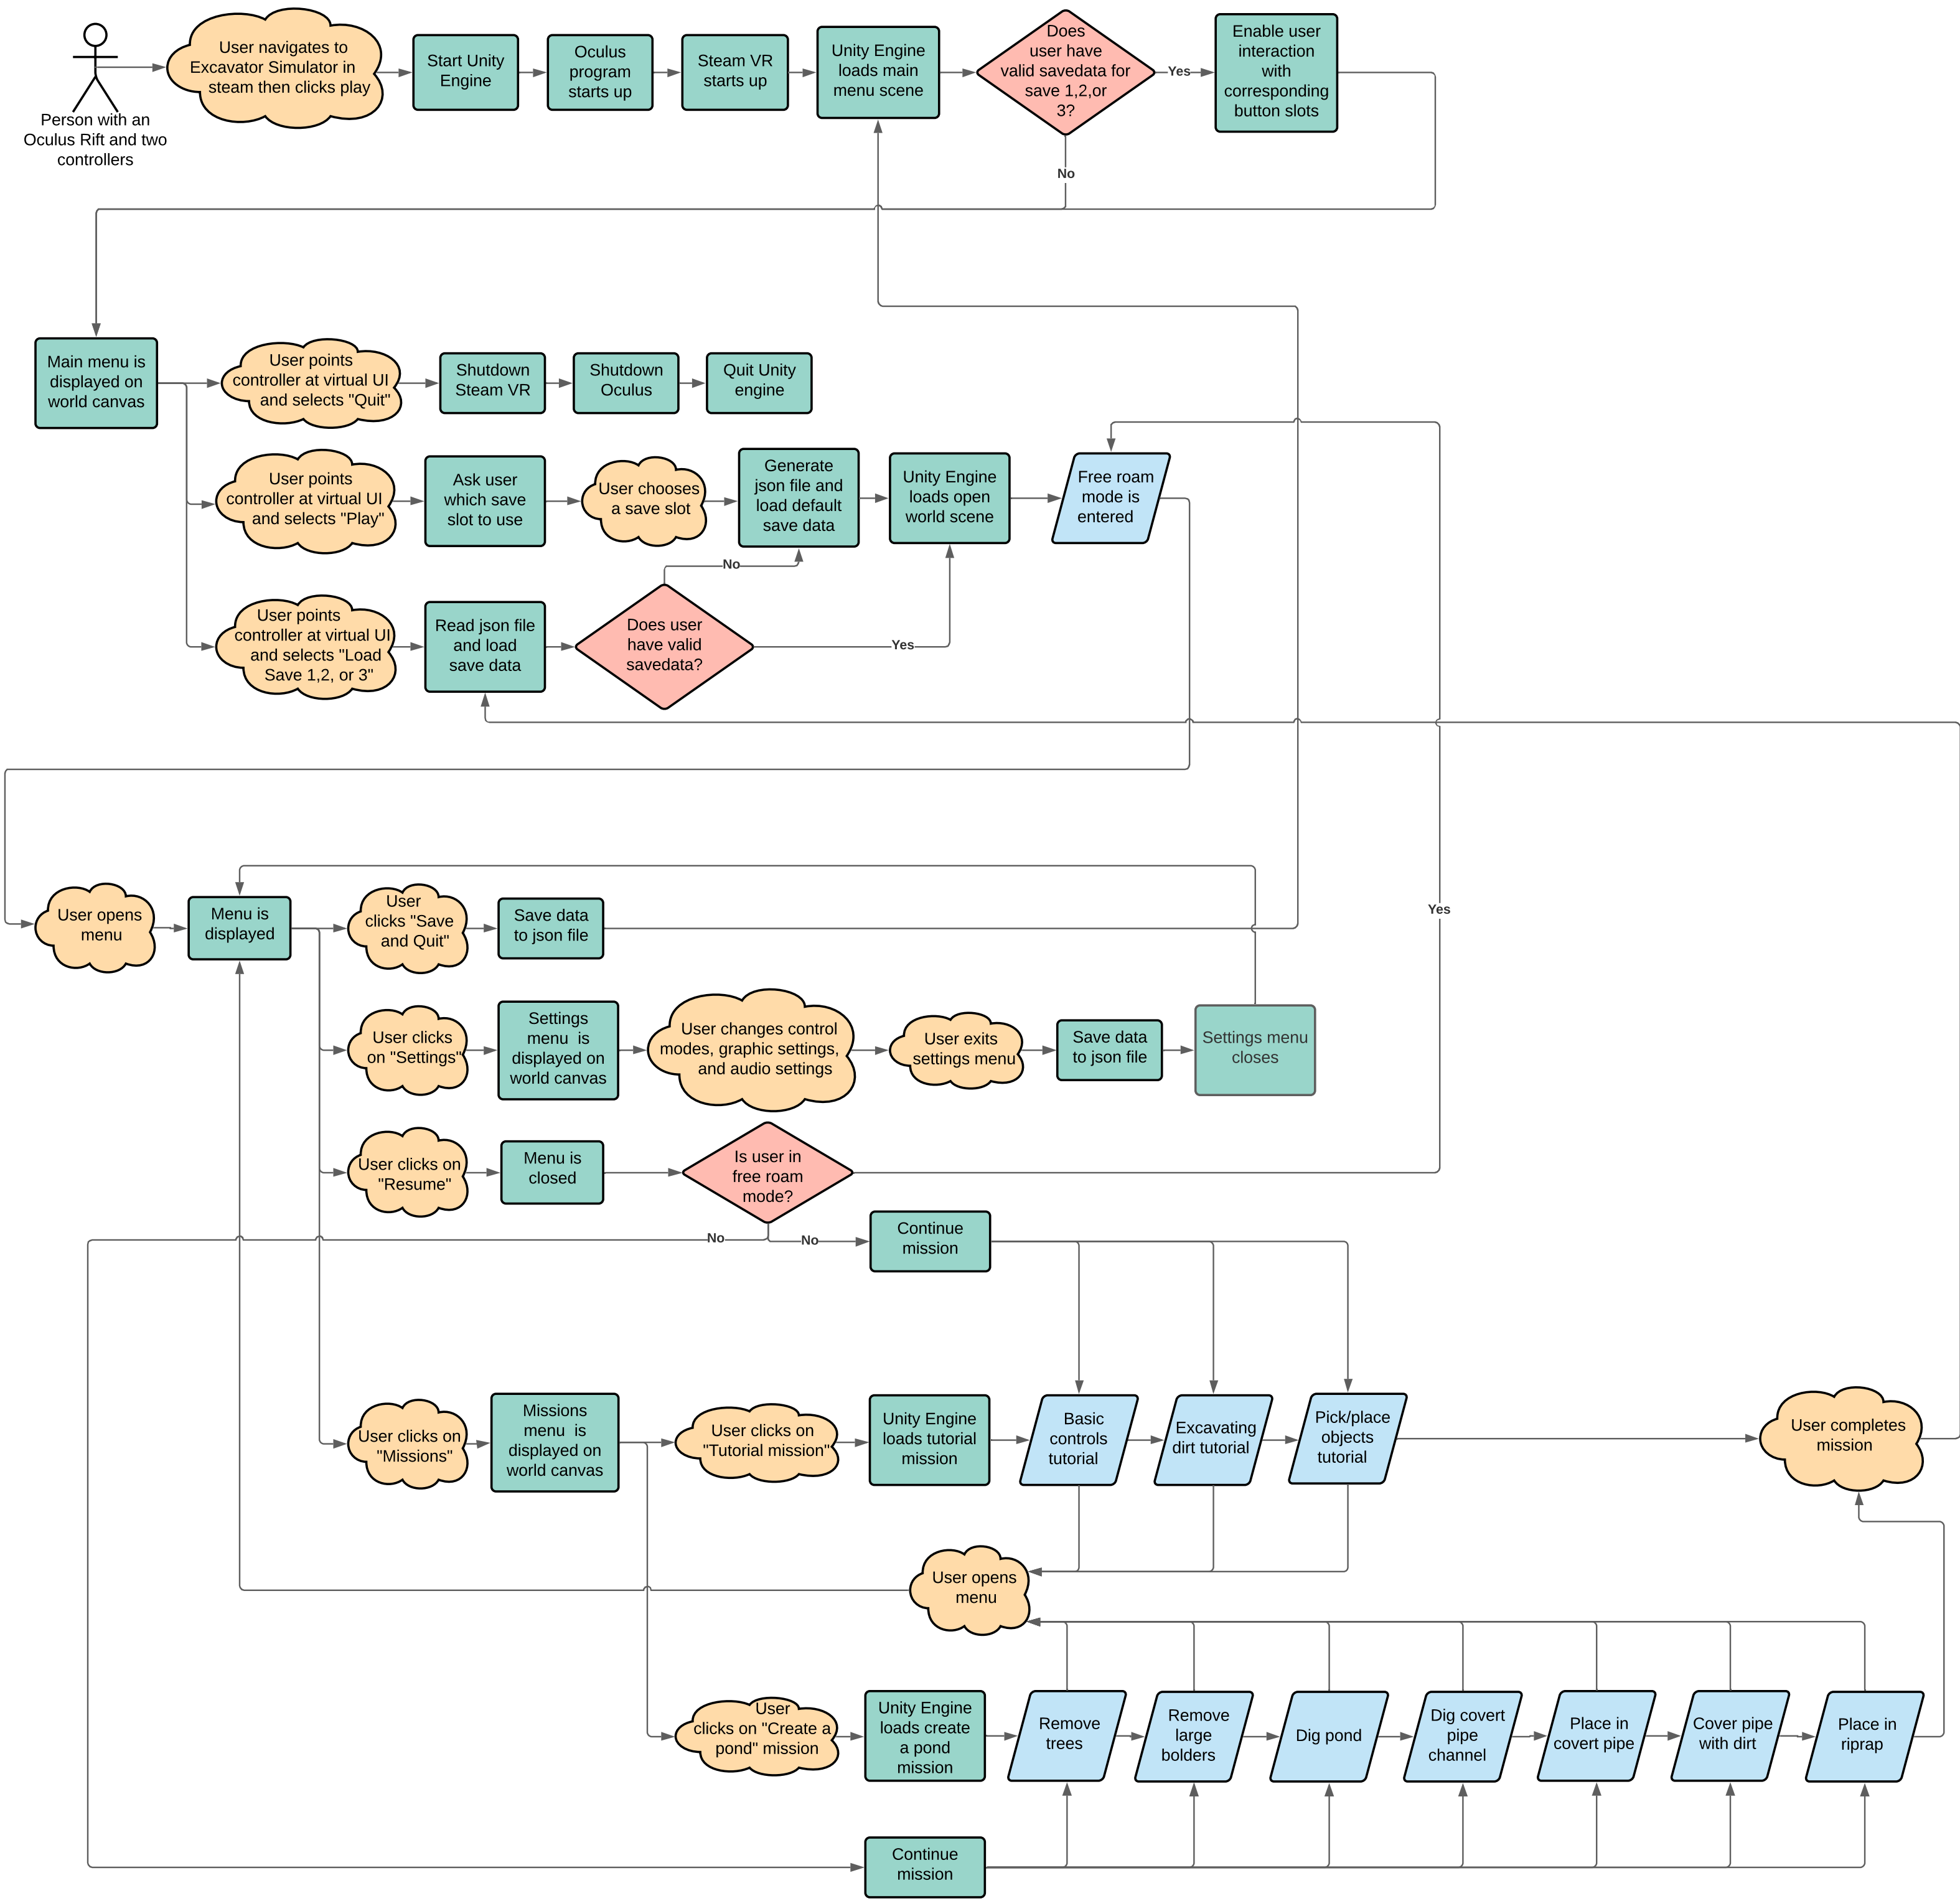 Person with an
Oculus Rift and two
controllers
User navigates to
Excavator Simulator in
steam then clicks play
Start Unity
Engine
Oculus
program
starts up
Steam VR
starts up
Unity Engine
loads main
menu scene
Does
user have
valid savedata for
save 1,2,or
3?
Yes
No
Enable user
interaction
with
corresponding
button slots
Main menu is
displayed on
world canvas
User points
controller at virtual UI
and selects "Quit"
Shutdown
Steam VR
Shutdown
Oculus
Quit Unity
engine
User points
controller at virtual UI
and selects "Play"
Ask user
which save
slot to use
User chooses
a save slot
Generate
json file and
load default
save data
Unity Engine
loads open
world scene
Free roam
mode is
entered
No
User points
controller at virtual UI
and selects "Load
Save 1,2, or 3"
Read json file
and load
save data
Does user
have valid
savedata?
Yes
User opens
menu
Menu is
displayed
User
clicks "Save
and Quit"
Save data
to json file
Yes
User clicks
on "Settings"
Settings
menu  is
displayed on
world canvas
User changes control
modes, graphic settings,
and audio settings
User exits
settings menu
Save data
to json file
Settings menu
closes
User clicks on
"Resume"
Menu is
closed
Is user in
free roam
mode?
No
No
Continue
mission
User clicks on
"Missions"
Missions
menu  is
displayed on
world canvas
User clicks on
"Tutorial mission"
Unity Engine
loads tutorial
mission
Basic
controls
tutorial
Excavating
dirt tutorial
Pick/place
objects
tutorial
User completes
mission
User opens
menu
User
clicks on "Create a
pond" mission
Unity Engine
loads create
a pond
mission
Remove
trees
Remove
large
bolders
Dig pond
Dig covert
pipe
channel
Place in
covert pipe
Cover pipe
with dirt
Place in
riprap
Continue
mission